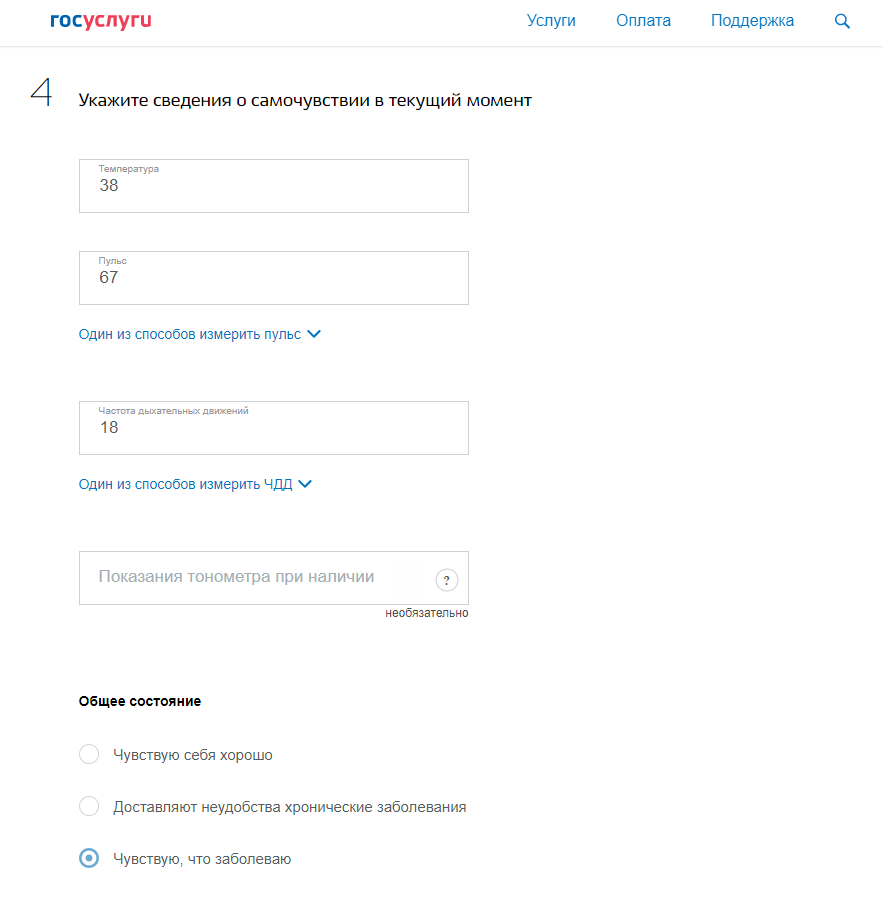 госуслуги Услуги Оплата Поддержка
4 Укажите сведения о самочувствии в текущий момент
Температура
38
Пульс
67
Один из способов измерить пульс
Частота дыхательных движений
18
Один из способов измерить ЧДД
Показания тонометра при наличии ?
необязательно
Общее состояние
Чувствую себя хорошо
Доставляют неудобства хронические заболевания
Чувствую, что заболеваю